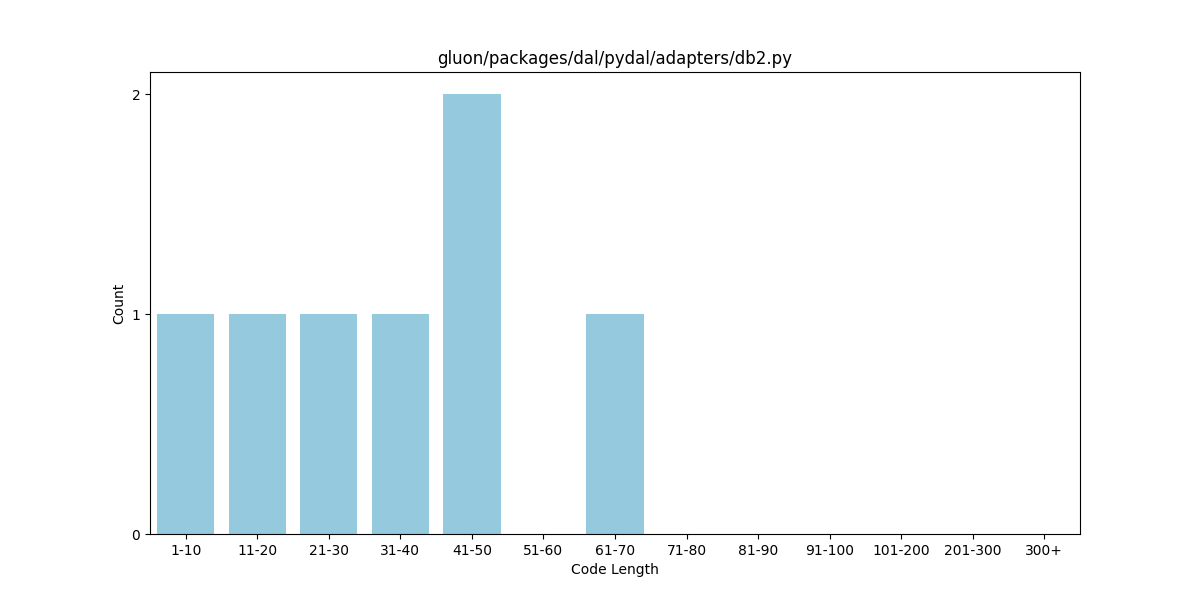 gluon/packages/dal/pydal/adapters/db2.py
Count
2
1
0
1-10 11-20 21-30 31-40 41-50 51-60 61-70 71-80 81-90 91-100 101-200 201-300 300+
Code Length